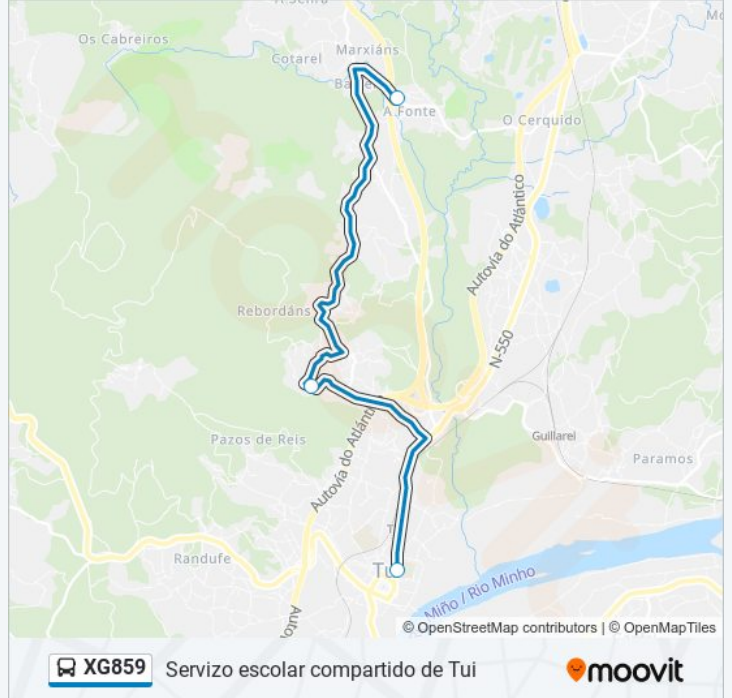 Os Cabreiros
Marxiáns
Cotarel
A Fonte
O Cerquido
Autovía do Atlántico
Rebordáns
N-550
Autovía do Atlántic
Pazos de Reis
Guillarei
Paramos
Randufe
Tui
Miño / Rio Minho
© OpenStreetMap contributors | © OpenMapTiles
XG859 Servizo escolar compartido de Tui
moovit